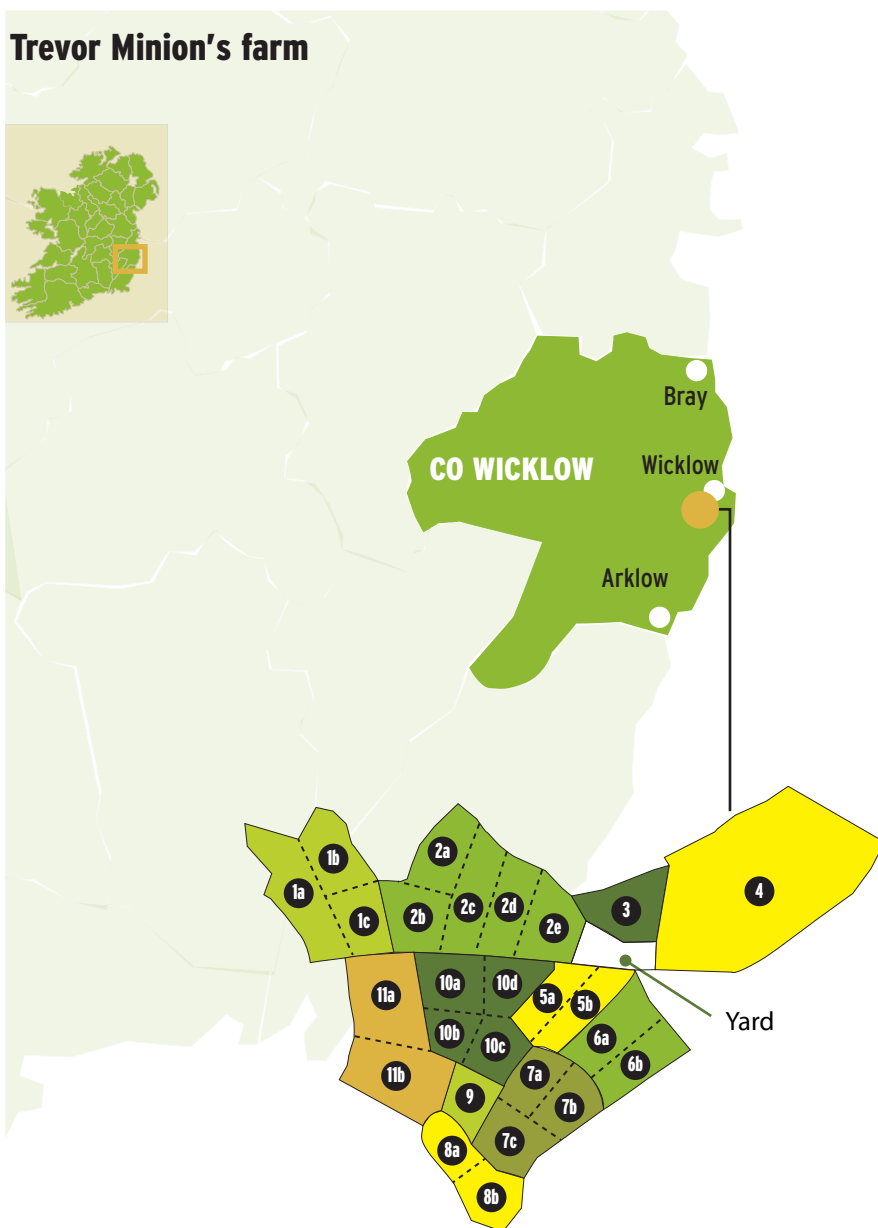 Trevor Minion's farm
Bray
CO WICKLOW
Wicklow
Arklow
1a
1b
1c
2a
2b
2c
2d
2e
3
4
Yard
5a
5b
6a
6b
7a
7b
7c
8a
8b
9
10a
10b
10c
10d
11a
11b